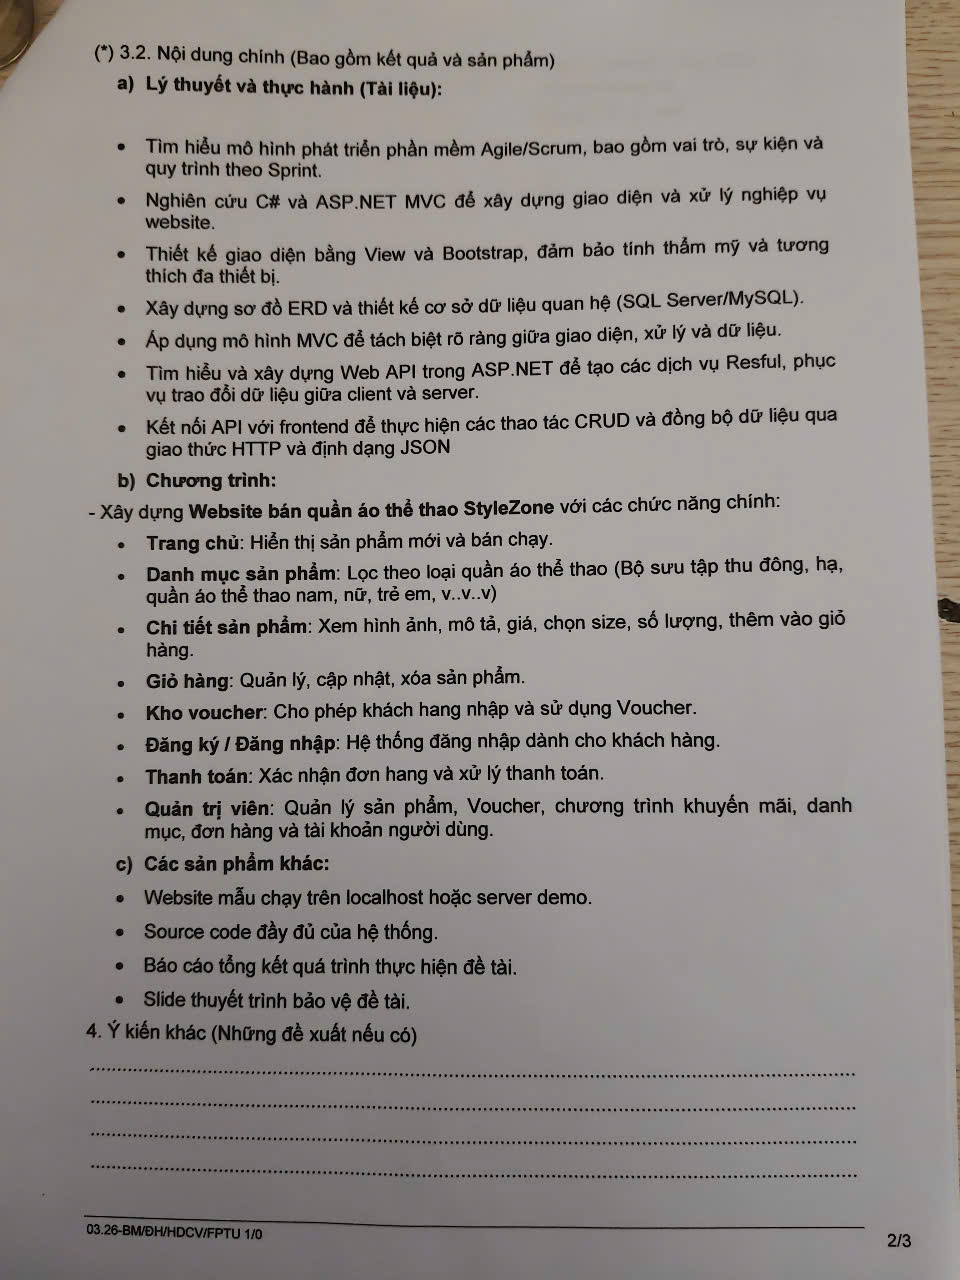 (*) 3.2. Nội dung chính (Bao gồm kết quả và sản phẩm)
a) Lý thuyết và thực hành (Tài liệu):
• Tìm hiểu mô hình phát triển phần mềm Agile/Scrum, bao gồm vai trò, sự kiện và
quy trình theo Sprint.
• Nghiên cứu C# và ASP.NET MVC để xây dựng giao diện và xử lý nghiệp vụ
website.
• Thiết kế giao diện bằng View và Bootstrap, đảm bảo tính thẩm mỹ và tương
thích đa thiết bị.
• Xây dựng sơ đồ ERD và thiết kế cơ sở dữ liệu quan hệ (SQL Server/MySQL).
• Áp dụng mô hình MVC để tách biệt rõ ràng giữa giao diện, xử lý và dữ liệu.
• Tìm hiểu và xây dựng Web API trong ASP.NET để tạo các dịch vụ Resful, phục
vụ trao đổi dữ liệu giữa client và server.
• Kết nối API với frontend để thực hiện các thao tác CRUD và đồng bộ dữ liệu qua
giao thức HTTP và định dạng JSON
b) Chương trình:
- Xây dựng Website bán quần áo thể thao StyleZone với các chức năng chính:
• Trang chủ: Hiển thị sản phẩm mới và bán chạy.
• Danh mục sản phẩm: Lọc theo loại quần áo thể thao (Bộ sưu tập thu đông, hạ,
quần áo thể thao nam, nữ, trẻ em, v..v..v)
• Chi tiết sản phẩm: Xem hình ảnh, mô tả, giá, chọn size, số lượng, thêm vào giỏ
hàng.
• Giỏ hàng: Quản lý, cập nhật, xóa sản phẩm.
• Kho voucher: Cho phép khách hang nhập và sử dụng Voucher.
• Đăng ký / Đăng nhập: Hệ thống đăng nhập dành cho khách hàng.
• Thanh toán: Xác nhận đơn hang và xử lý thanh toán.
• Quản trị viên: Quản lý sản phẩm, Voucher, chương trình khuyến mãi, danh
mục, đơn hàng và tài khoản người dùng.
c) Các sản phẩm khác:
• Website mẫu chạy trên localhost hoặc server demo.
• Source code đầy đủ của hệ thống.
• Báo cáo tổng kết quá trình thực hiện đề tài.
• Slide thuyết trình bảo vệ đề tài.
4. Ý kiến khác (Những đề xuất nếu có)
03.26-BM/ĐH/HDCV/FPTU 1/0
2/3